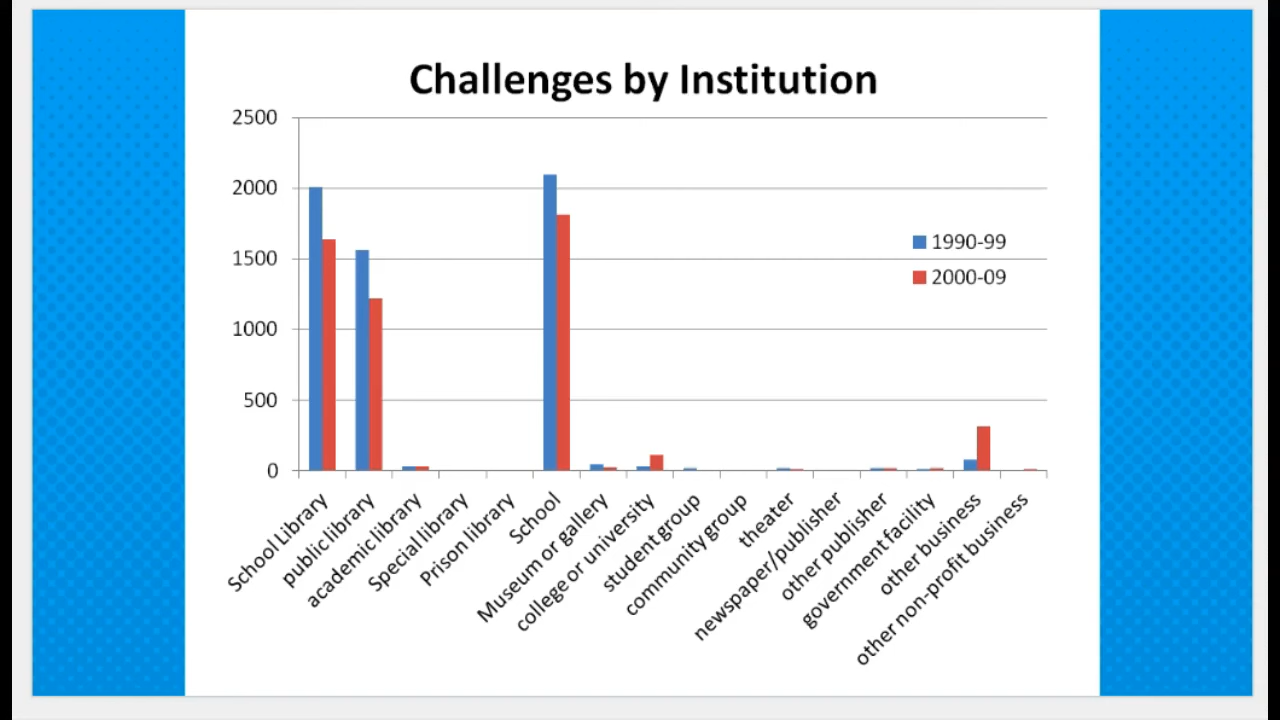 Challenges by Institution
2500
2000
1500
1000
500
0
1990-99
2000-09
School Library
public library
academic library
Special library
Prison library
School
Museum or gallery
college or university
student group
community group
theater
newspaper/publisher
other publisher
government facility
other business
other non-profit business